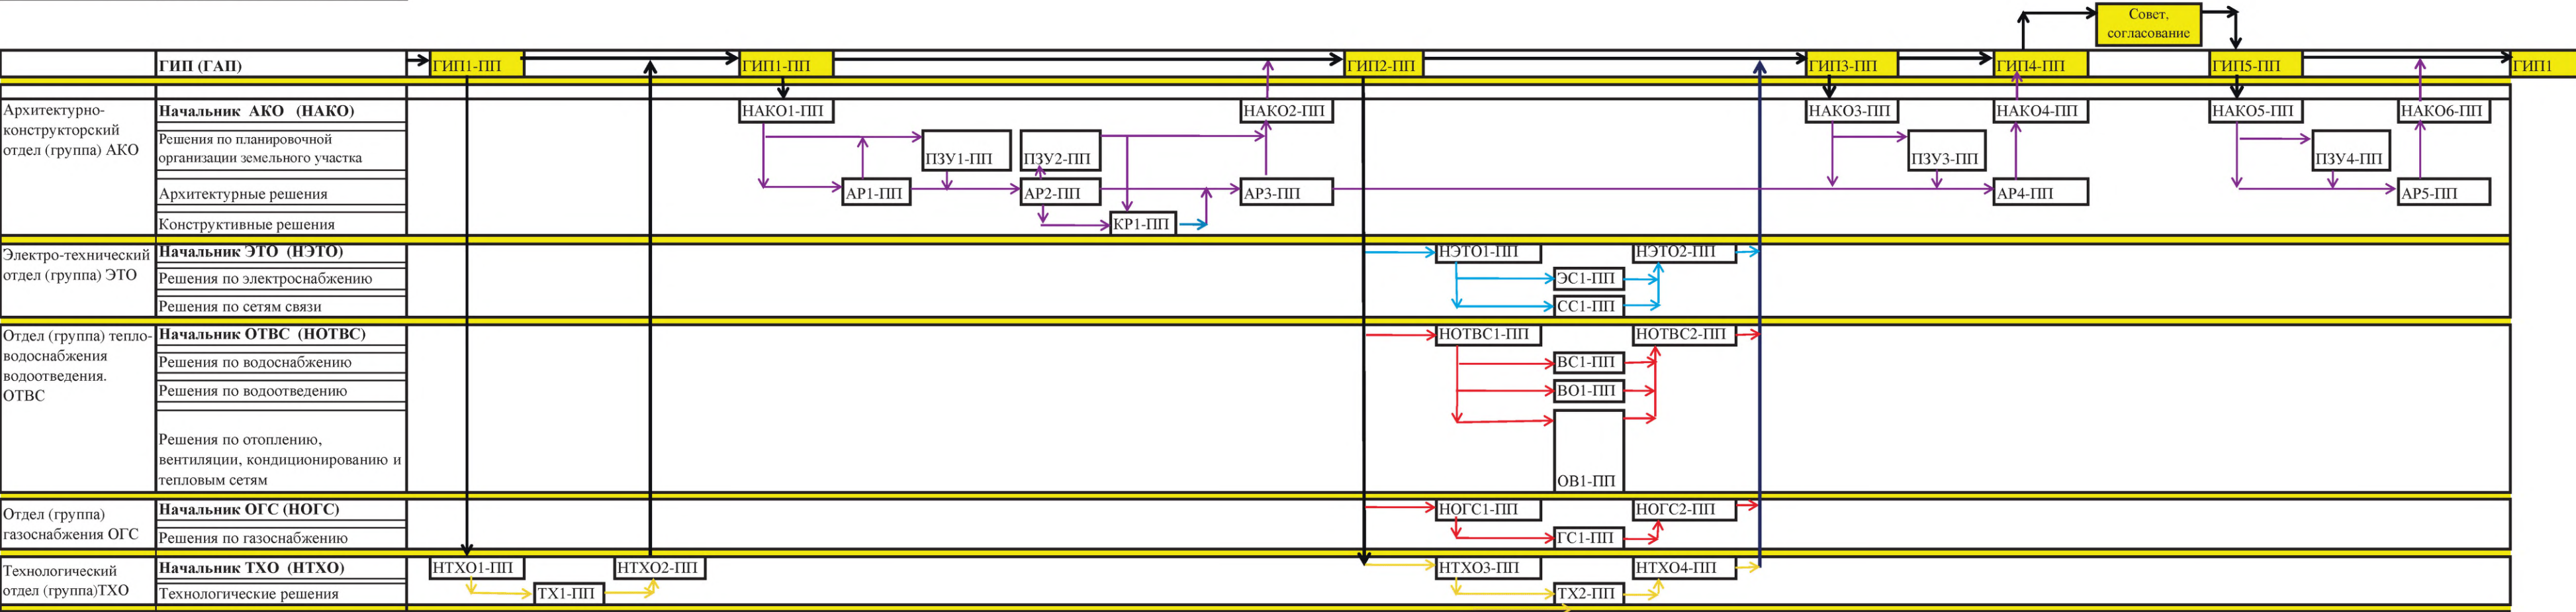 Совет,
согласование
ГИП (ГАП)
ГИП1-ПП
ГИП1-ПП
ГИП2-ПП
ГИП3-ПП
ГИП4-ПП
ГИП5-ПП
ГИП1
Архитектурно-
конструкторский
отдел (группа) АКО
Начальник АКО (НАКО)
НАКО1-ПП
НАКО2-ПП
НАКО3-ПП
НАКО4-ПП
НАКО5-ПП
НАКО6-ПП
Решения по планировочной
организации земельного участка
ПЗУ1-ПП
ПЗУ2-ПП
ПЗУ3-ПП
ПЗУ4-ПП
Архитектурные решения
АР1-ПП
АР2-ПП
АР3-ПП
АР4-ПП
АР5-ПП
Конструктивные решения
КР1-ПП
Электро-технический
отдел (группа) ЭТО
Начальник ЭТО (НЭТО)
НЭТО1-ПП
НЭТО2-ПП
Решения по электроснабжению
ЭС1-ПП
Решения по сетям связи
СС1-ПП
Отдел (группа) тепло-
водоснабжения
водоотведения.
ОТВС
Начальник ОТВС (НОТВС)
НОТВС1-ПП
НОТВС2-ПП
Решения по водоснабжению
ВС1-ПП
Решения по водоотведению
ВО1-ПП
Решения по отоплению,
вентиляции, кондиционированию и
тепловым сетям
ОВ1-ПП
Отдел (группа)
газоснабжения ОГС
Начальник ОГС (НОГС)
НОГС1-ПП
НОГС2-ПП
Решения по газоснабжению
ГС1-ПП
Технологический
отдел (группа)ТХО
Начальник ТХО (НТХО)
НТХО1-ПП
НТХО2-ПП
НТХО3-ПП
НТХО4-ПП
Технологические решения
ТХ1-ПП
ТХ2-ПП